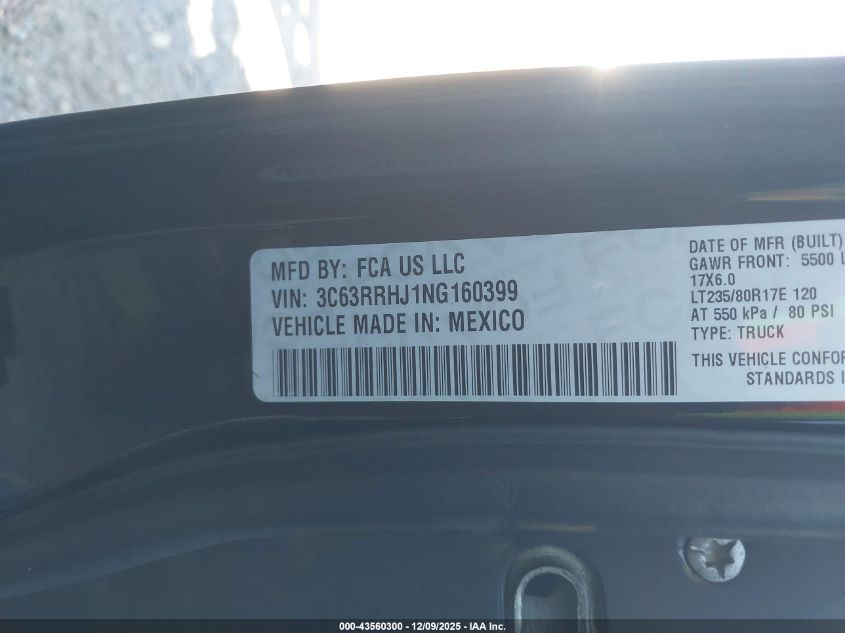 MFD BY: FCA US LLC
VIN: 3C63RRHJ1NG160399
VEHICLE MADE IN: MEXICO
DATE OF MFR (BUILT)
GAWR FRONT: 5500 L
17X6.0
LT235/80R17E 120
AT 550 kPa / 80 PSI
TYPE: TRUCK
THIS VEHICLE CONFOR
STANDARDS I
000-43560300 - 12/09/2025 - IAA Inc.